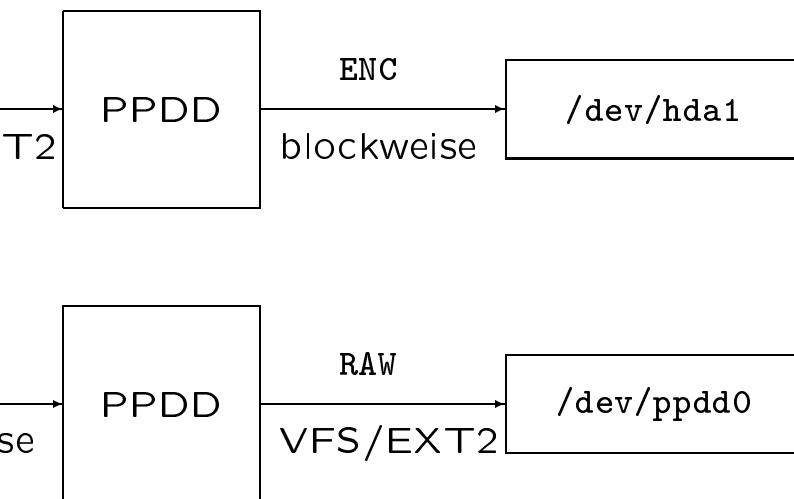 ENC
PPDD /dev/hda1
T2 blockweise
RAW
PPDD /dev/ppdd0
se VFS/EXT2